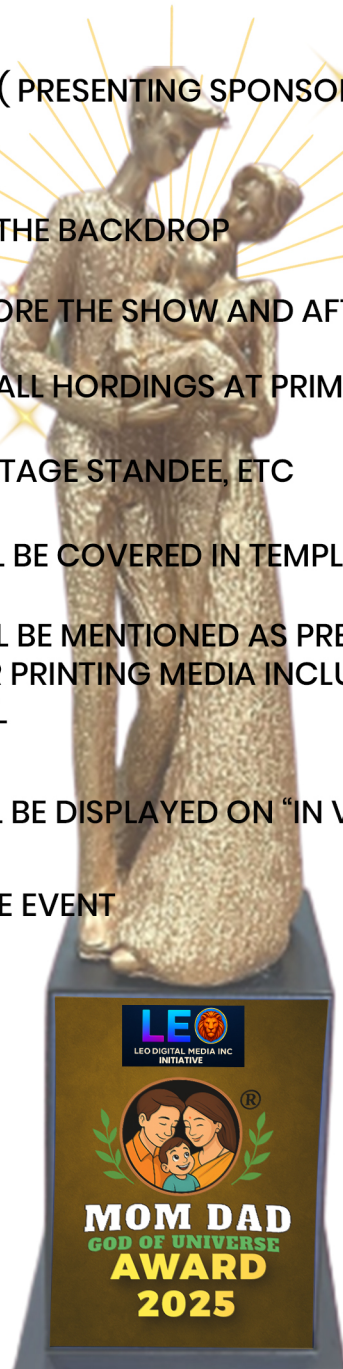 ( PRESENTING SPONSO
THE BACKDROP
ORE THE SHOW AND AFT
ALL HORDINGS AT PRIM
TAGE STANDEE, ETC
L BE COVERED IN TEMPL
L BE MENTIONED AS PRE
R PRINTING MEDIA INCLU
L BE DISPLAYED ON “IN V
E EVENT
LEO
LEO DIGITAL MEDIA INC
INITIATIVE
®
MOM DAD
GOD OF UNIVERSE
AWARD
2025